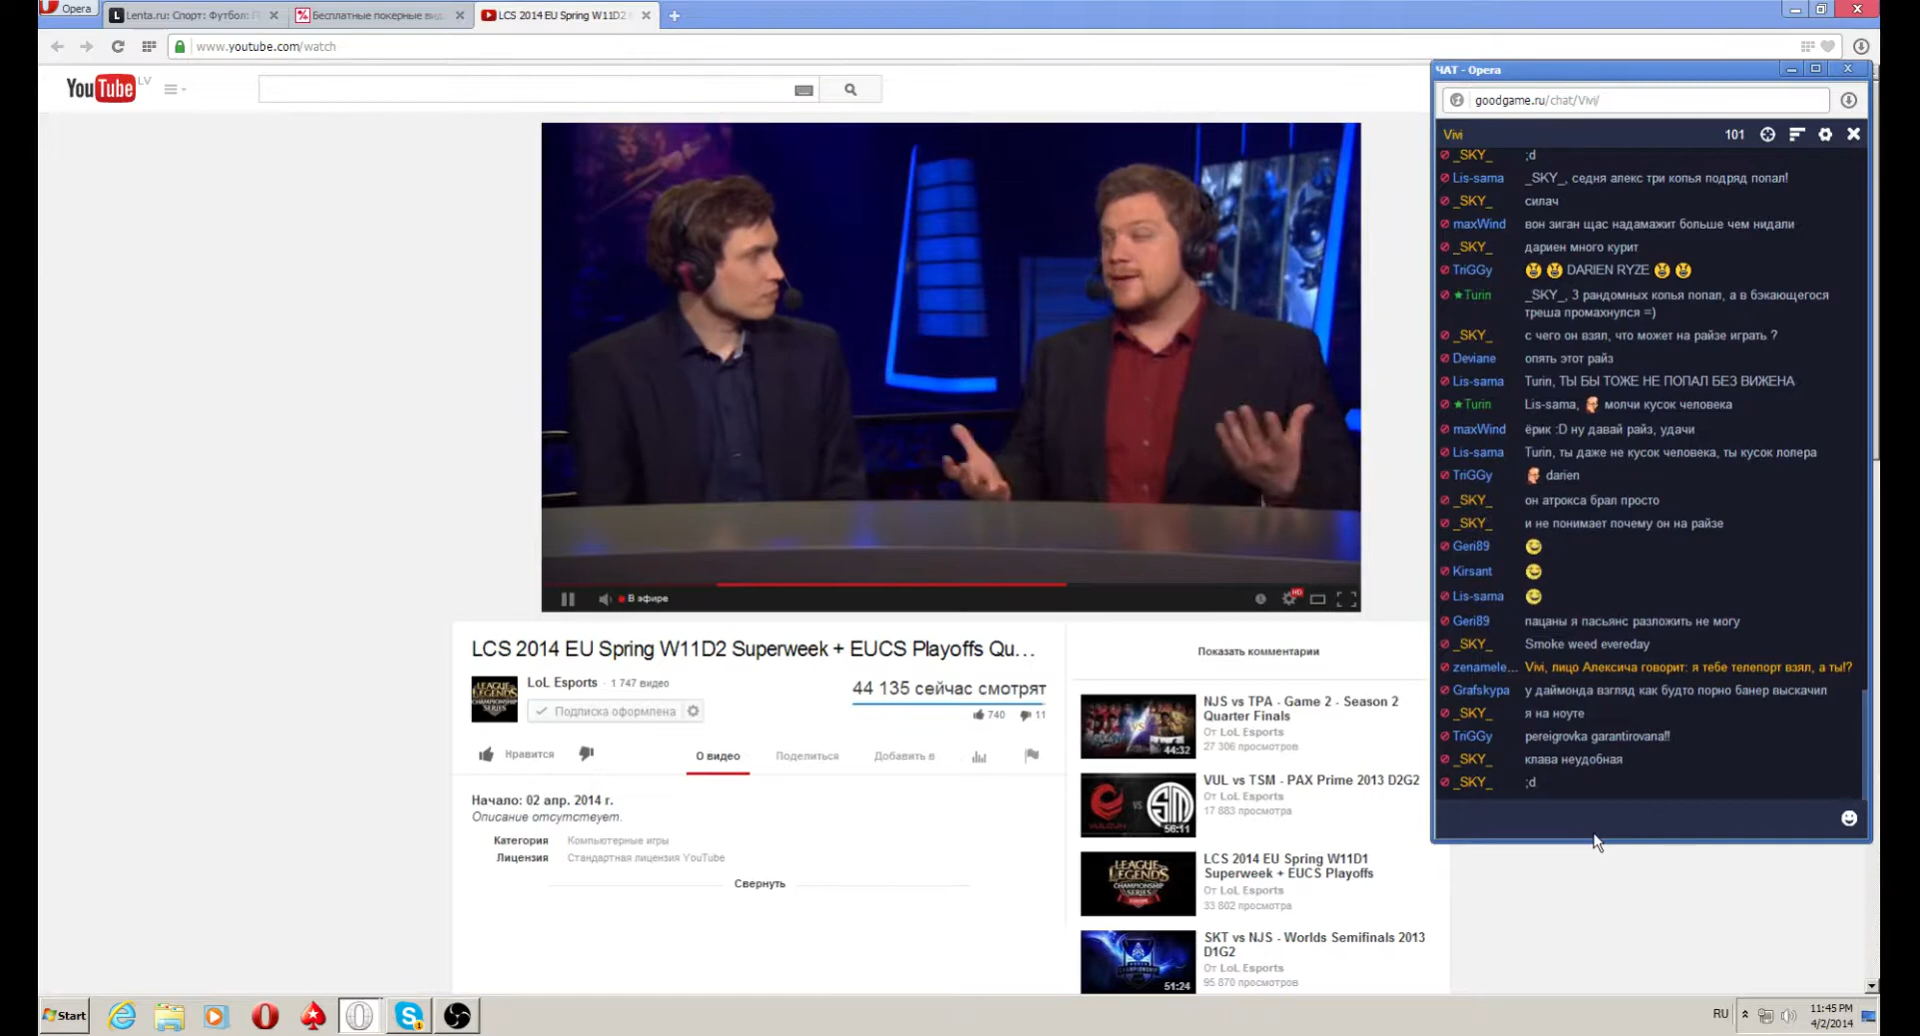 Opera
Lenta.ru: Спорт: Футбол:
Бесплатные покерные вид
LCS 2014 EU Spring W11D2
www.youtube.com/watch
YouTube LV
LoL
LCS 2014 EU Spring W11D2 Superweek + EUCS Playoffs Qu...
LoL Esports · 1 747 видео
Подписка оформлена
44 135 сейчас смотрят
740 11
В эфире
HD
Нравится
О видео
Поделиться
Добавить в
Начало: 02 апр. 2014 г.
Описание отсутствует.
Категория Компьютерные игры
Лицензия Стандартная лицензия YouTube
Свернуть
Показать комментарии
NJS vs TPA - Game 2 - Season 2
Quarter Finals
От LoL Esports
27 306 просмотров
44:32
VUL vs TSM - PAX Prime 2013 D2G2
От LoL Esports
17 883 просмотра
VS
TSM
56:11
LCS 2014 EU Spring W11D1
Superweek + EUCS Playoffs
От LoL Esports
33 802 просмотра
LEAGUE
LEGENDS
CHAMPIONSHIP
SERIES
SKT vs NJS - Worlds Semifinals 2013
D1G2
От LoL Esports
95 870 просмотров
51:24
ЧАТ - Opera
goodgame.ru/chat/Vivi/
Vivi 101
_SKY_ ;d
Lis-sama _SKY_, седня алекс три копья подряд попал!
_SKY_ силач
maxWind вон зиган щас надамажит больше чем нидали
_SKY_ дариен много курит
TriGGy DARIEN RYZE
Turin _SKY_, 3 рандомных копья попал, а в бэкающегося
треша промахнулся =)
_SKY_ с чего он взял, что может на райзе играть ?
Deviane опять этот райз
Lis-sama Turin, ТЫ БЫ ТОЖЕ НЕ ПОПАЛ БЕЗ ВИЖЕНА
Turin Lis-sama, молчи кусок человека
maxWind ёрик :D ну давай райз, удачи
Lis-sama Turin, ты даже не кусок человека, ты кусок лопера
TriGGy darien
_SKY_ он атрокса брал просто
_SKY_ и не понимает почему он на райзе
Geri89
Kirsant
Lis-sama
Geri89 пацаны я пасьянс разложить не могу
_SKY_ Smoke weed evereday
zenamele... Vivi, лицо Алексича говорит: я тебе телепорт взял, а ты!?
Grafskypa у даймонда взгляд как будто порно банер выскачил
_SKY_ я на ноуте
TriGGy pereigrovka garantirovana!!
_SKY_ клава неудобная
_SKY_ ;d
Start
RU
11:45 PM
4/2/2014